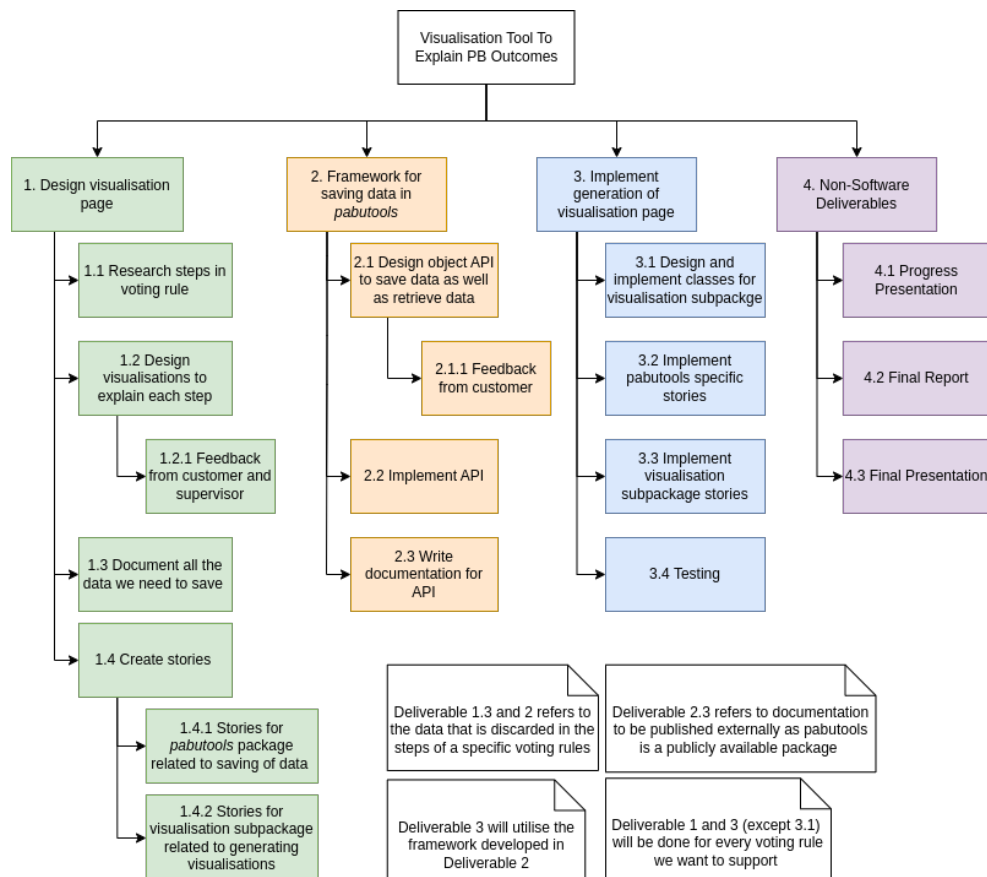 Visualisation Tool To
Explain PB Outcomes
1. Design visualisation
page
1.1 Research steps in
voting rule
1.2 Design
visualisations to
explain each step
1.2.1 Feedback
from customer and
supervisor
1.3 Document all the
data we need to save
1.4 Create stories
1.4.1 Stories for
pabutools package
related to saving of data
1.4.2 Stories for
visualisation subpackage
related to generating
visualisations
2. Framework for
saving data in
pabutools
2.1 Design object API
to save data as well
as retrieve data
2.1.1 Feedback
from customer
2.2 Implement API
2.3 Write
documentation for
API
3. Implement
generation of
visualisation page
3.1 Design and
implement classes for
visualisation subpackge
3.2 Implement
pabutools specific
stories
3.3 Implement
visualisation
subpackage stories
3.4 Testing
4. Non-Software
Deliverables
4.1 Progress
Presentation
4.2 Final Report
4.3 Final Presentation
Deliverable 1.3 and 2 refers to
the data that is discarded in the
steps of a specific voting rules
Deliverable 2.3 refers to documentation
to be published externally as pabutools
is a publicly available package
Deliverable 3 will utilise the
framework developed in
Deliverable 2
Deliverable 1 and 3 (except 3.1)
will be done for every voting rule
we want to support